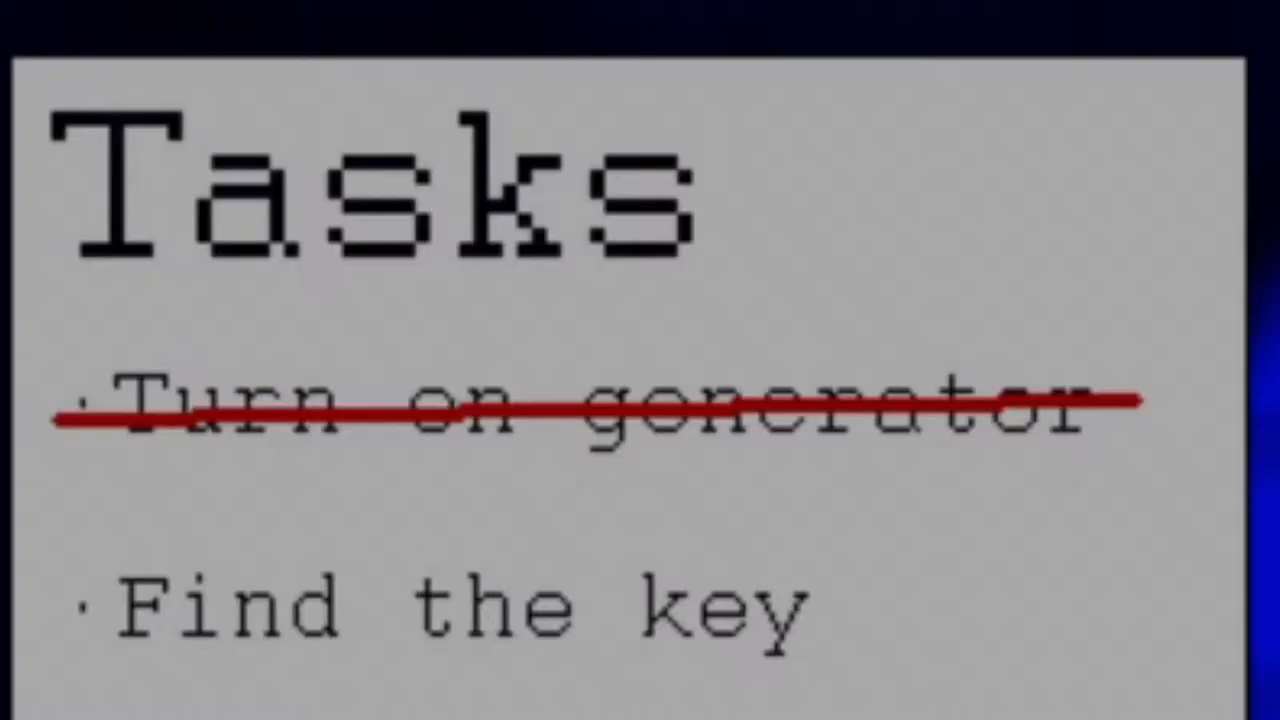 Tasks
· Turn on generator
· Find the key